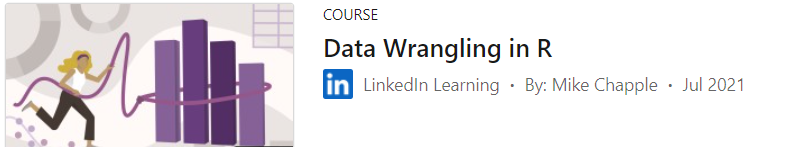 COURSE
Data Wrangling in R
in LinkedIn Learning • By: Mike Chapple • Jul 2021